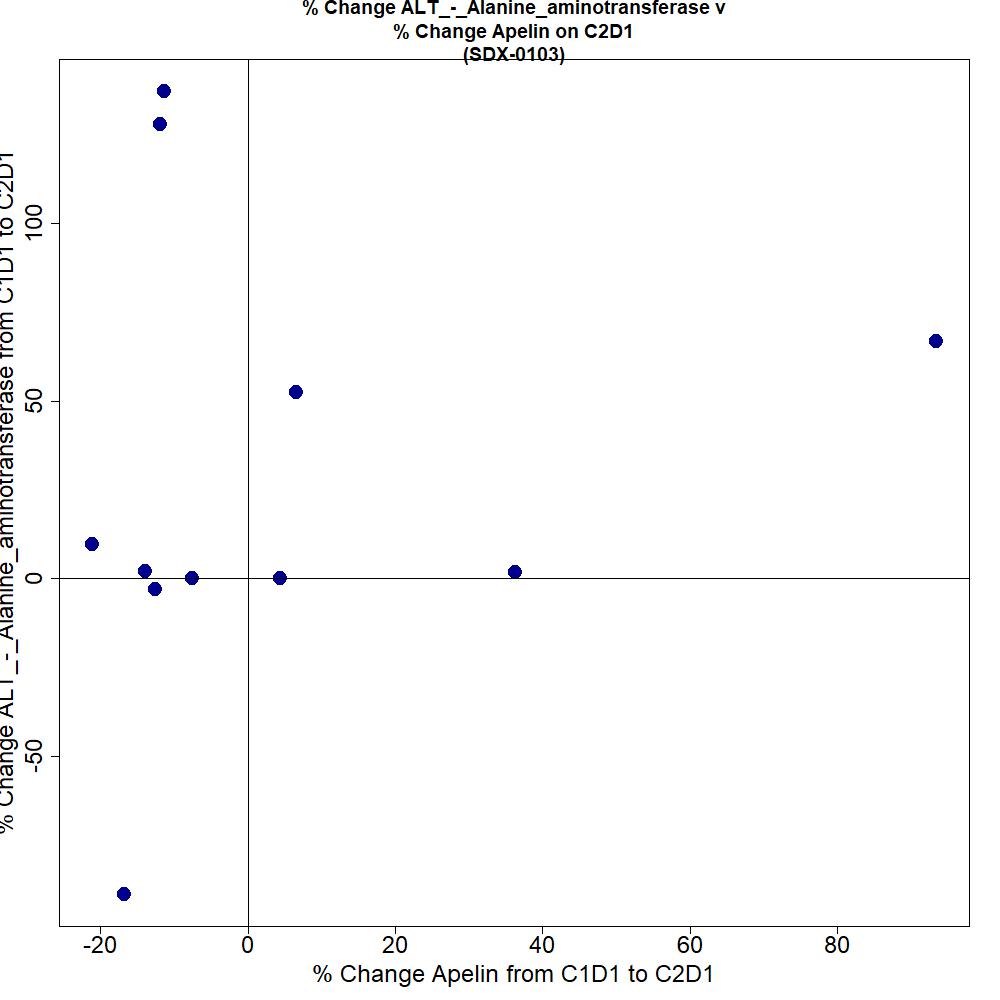 % Change ALT_-_Alanine_aminotransferase v
% Change Apelin on C2D1
(SDX-0103)
% Change ALT_-_Alanine_aminotransferase from C1D1 to C2D1
100
50
0
-50
-20
0
20
40
60
80
% Change Apelin from C1D1 to C2D1